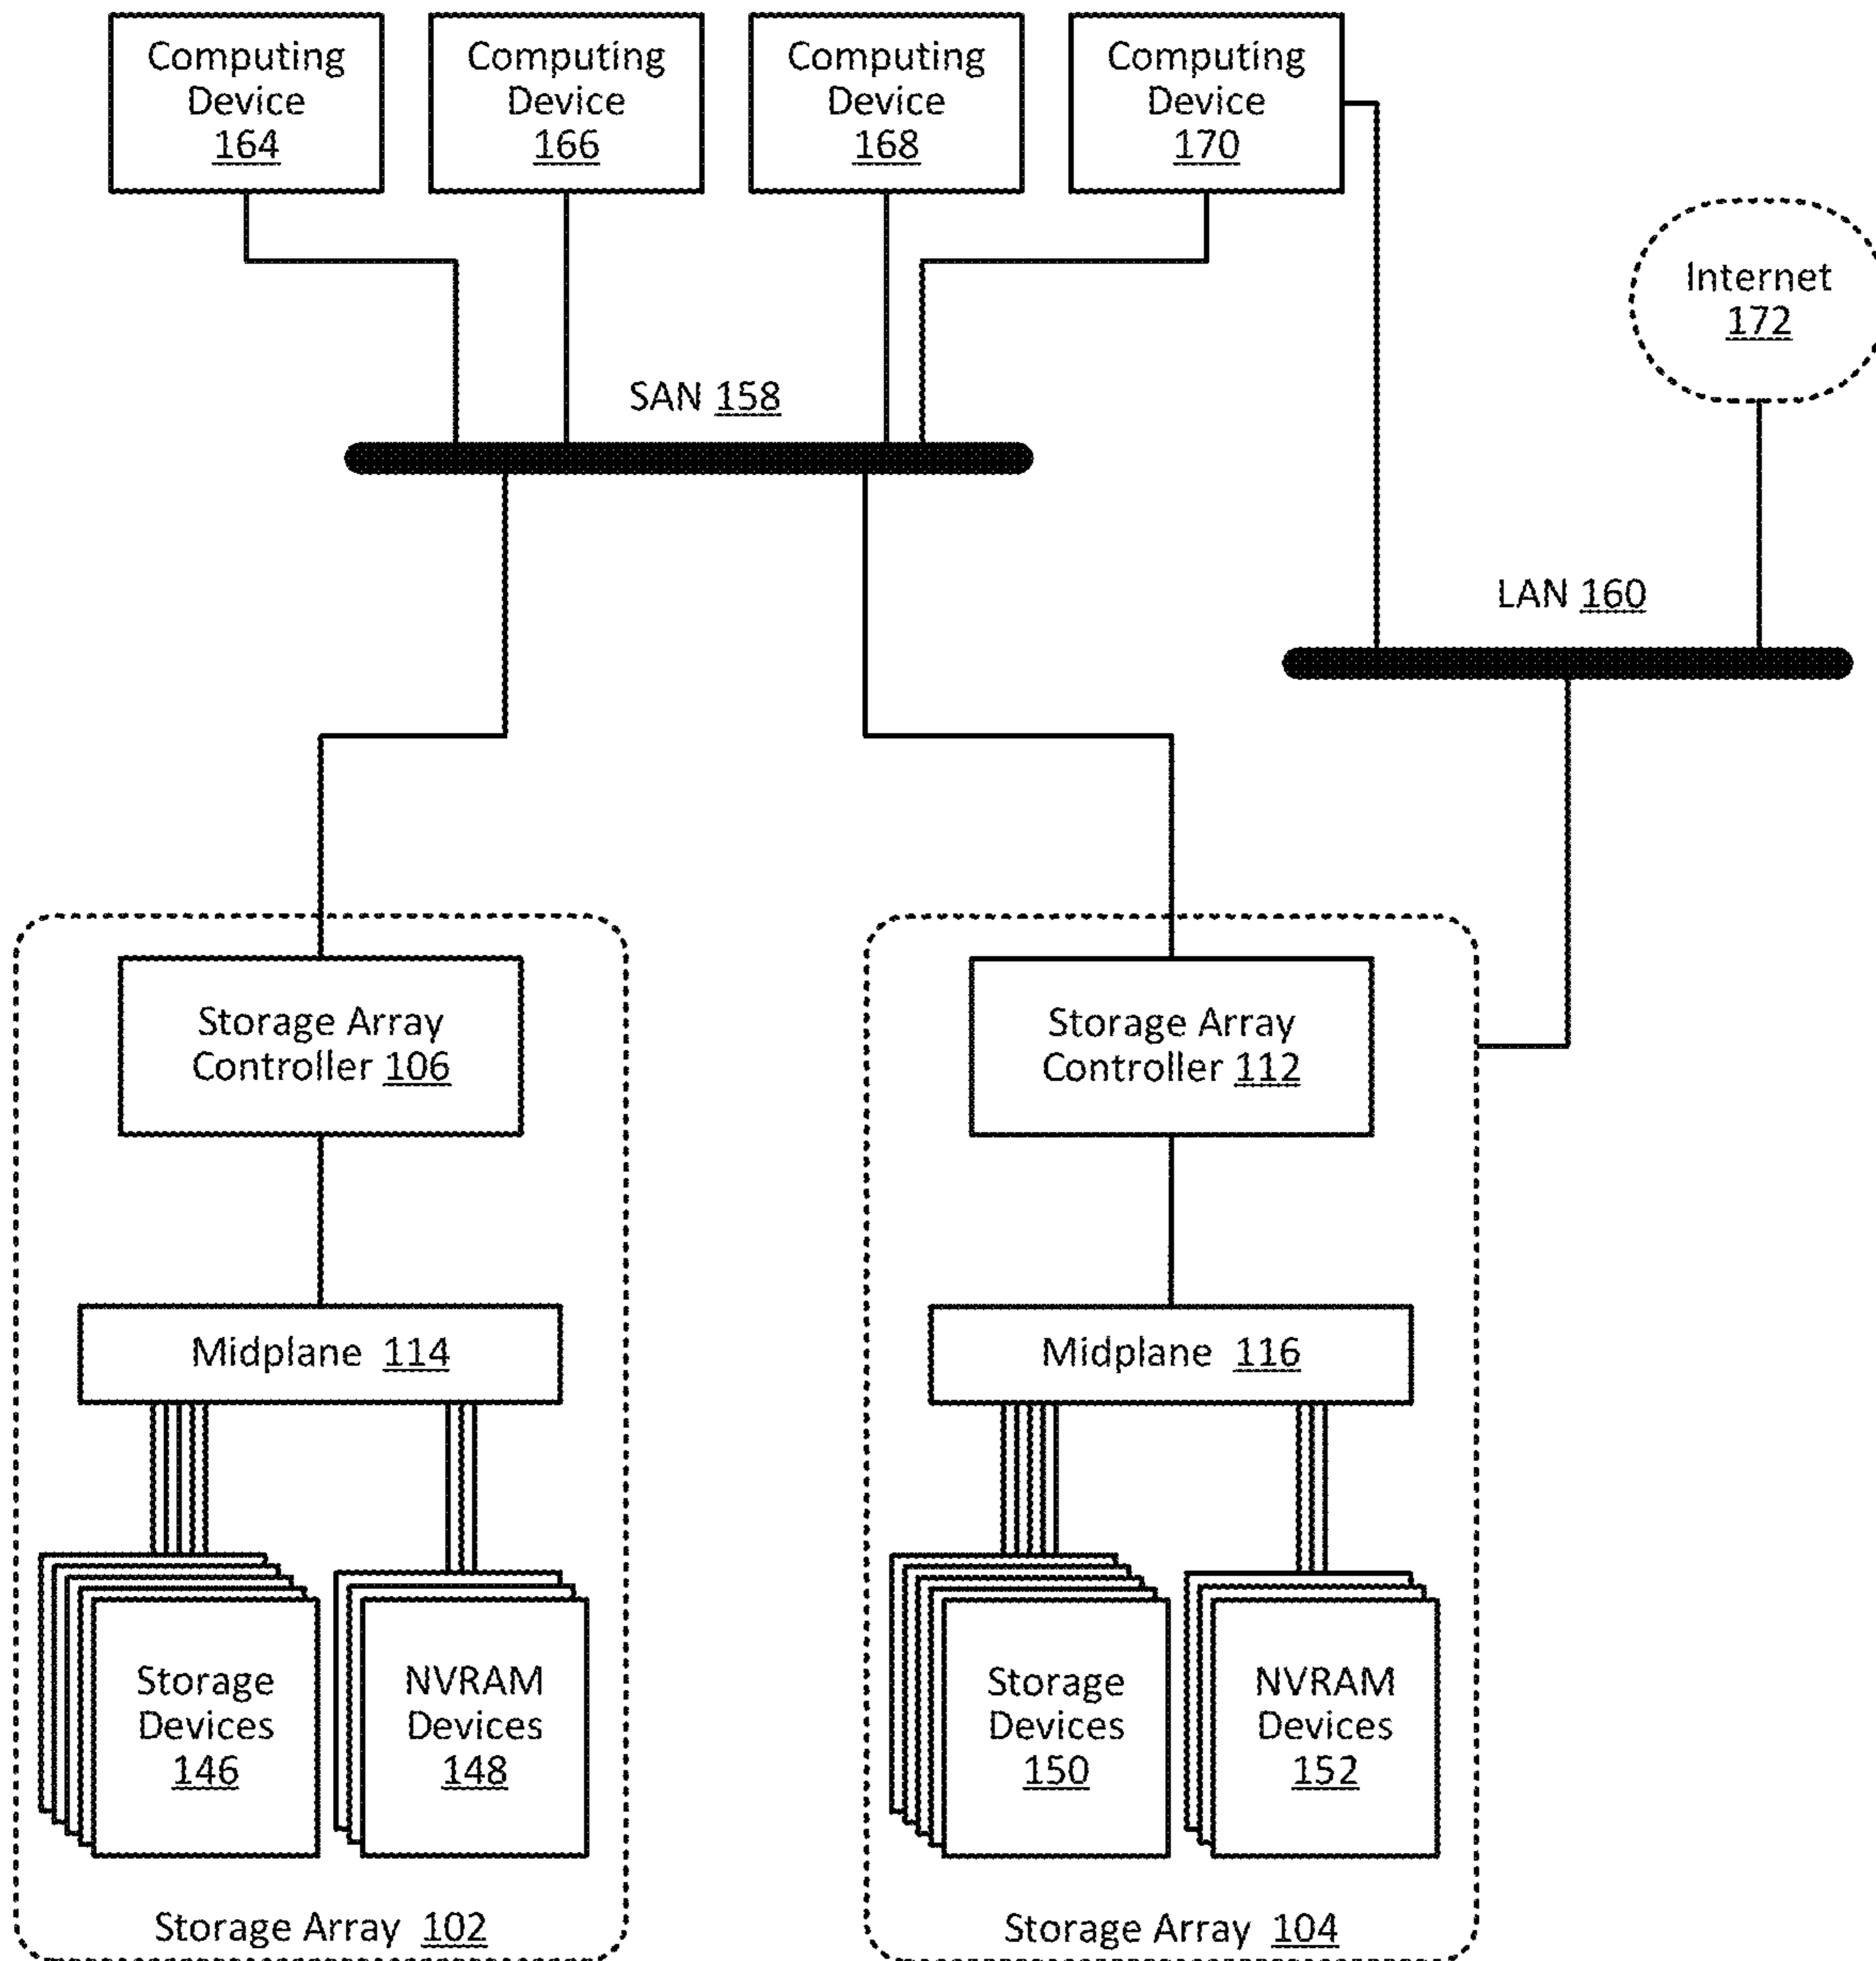 Computing
Device
164
Computing
Device
166
Computing
Device
168
Computing
Device
170
Internet
172
SAN 158
LAN 160
Storage Array
Controller 106
Storage Array
Controller 112
Midplane 114
Midplane 116
Storage
Devices
146
NVRAM
Devices
148
Storage
Devices
150
NVRAM
Devices
152
Storage Array 102
Storage Array 104